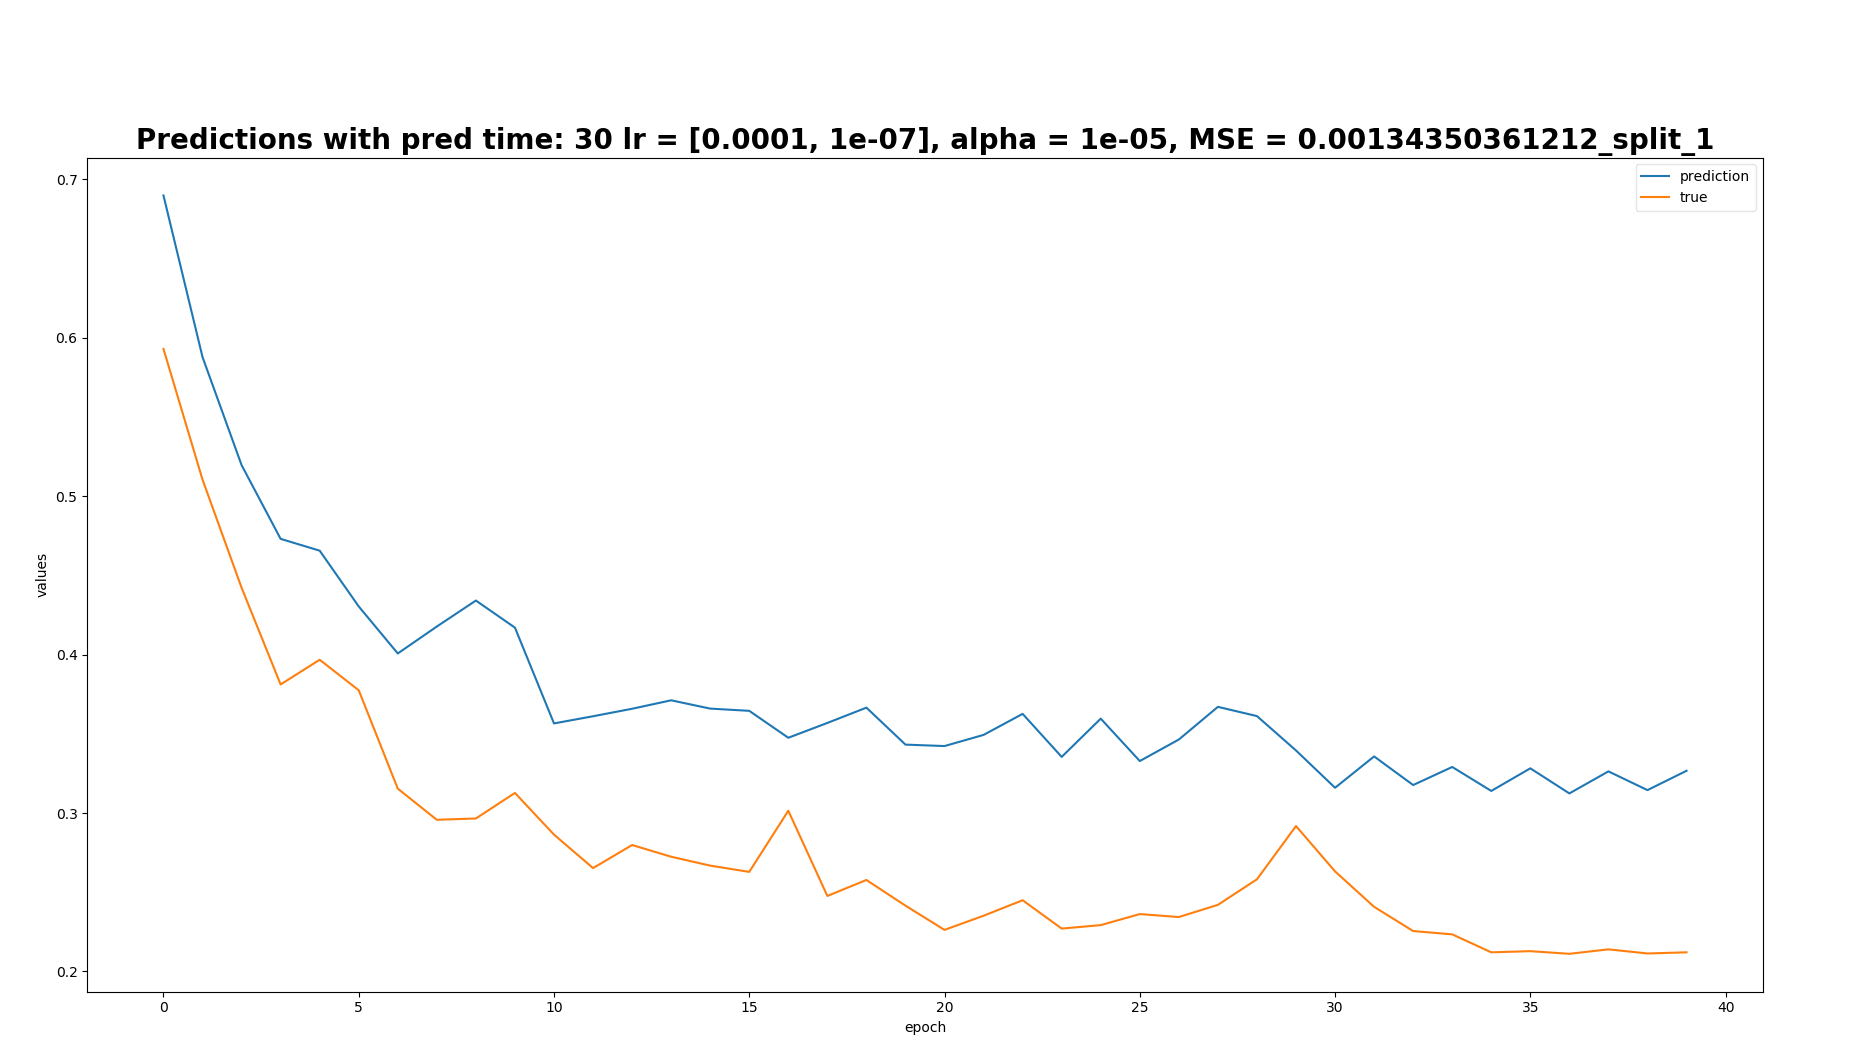 Predictions with pred time: 30 lr = [0.0001, 1e-07], alpha = 1e-05, MSE = 0.00134350361212_split_1
prediction
true
0.7
0.6
0.5
0.4
0.3
0.2
values
0 5 10 15 20 25 30 35 40
epoch